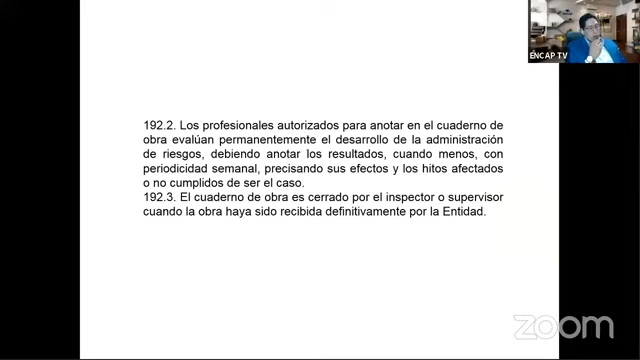 ENCAP TV
192.2. Los profesionales autorizados para anotar en el cuaderno de
obra evalúan permanentemente el desarrollo de la administración
de riesgos, debiendo anotar los resultados, cuando menos, con
periodicidad semanal, precisando sus efectos y los hitos afectados
o no cumplidos de ser el caso.
192.3. El cuaderno de obra es cerrado por el inspector o supervisor
cuando la obra haya sido recibida definitivamente por la Entidad.
zoom